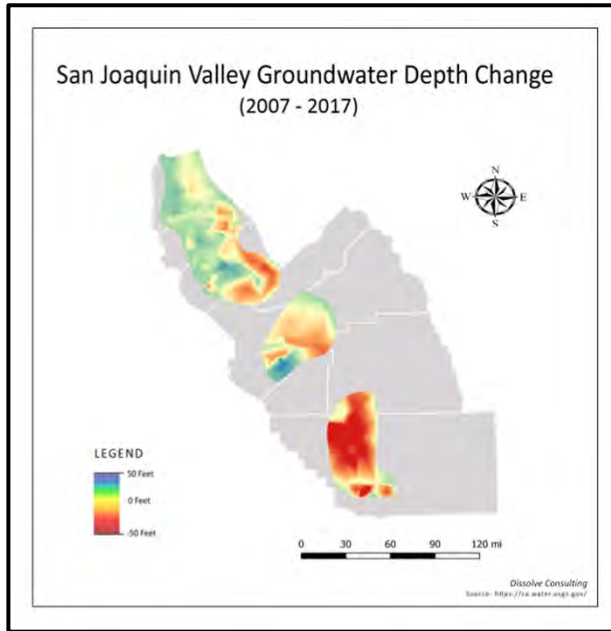 San Joaquin Valley Groundwater Depth Change
(2007 - 2017)
N
W E
S
LEGEND
50 Feet
0 Feet
-50 Feet
0 30 60 90 120 mi
Dissolve Consulting
Source: https://ca.water.usgs.gov/